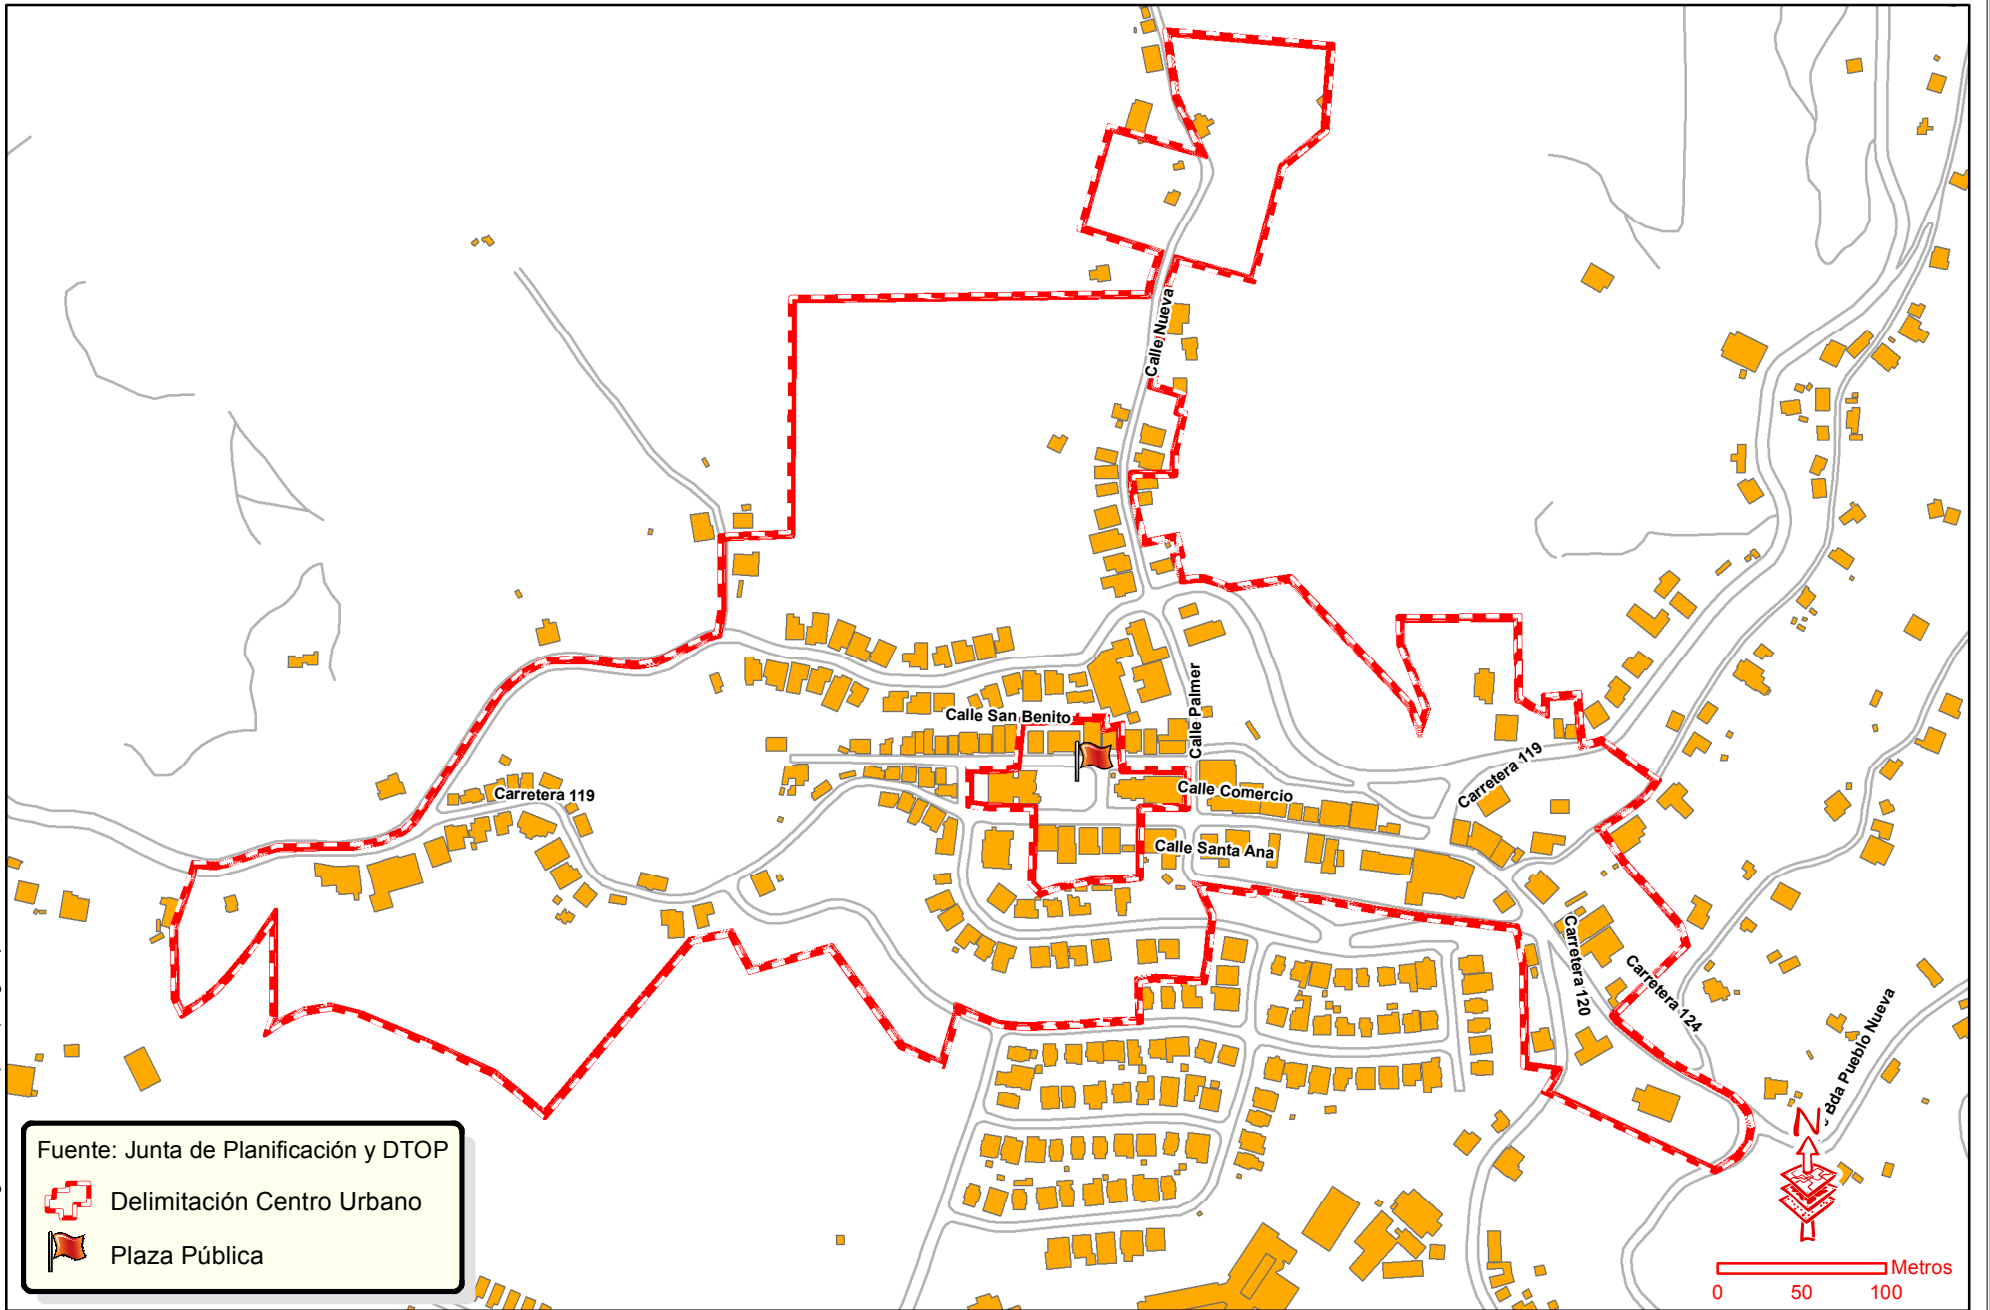 Calle Nueva
Calle San Benito
Calle Palmer
Carretera 119
Calle Comercio
Carretera 119
Calle Santa Ana
Carretera 120
Carretera 124
Bda Pueblo Nueva
Fuente: Junta de Planificación y DTOP
Delimitación Centro Urbano
Plaza Pública
N
Metros
0 50 100